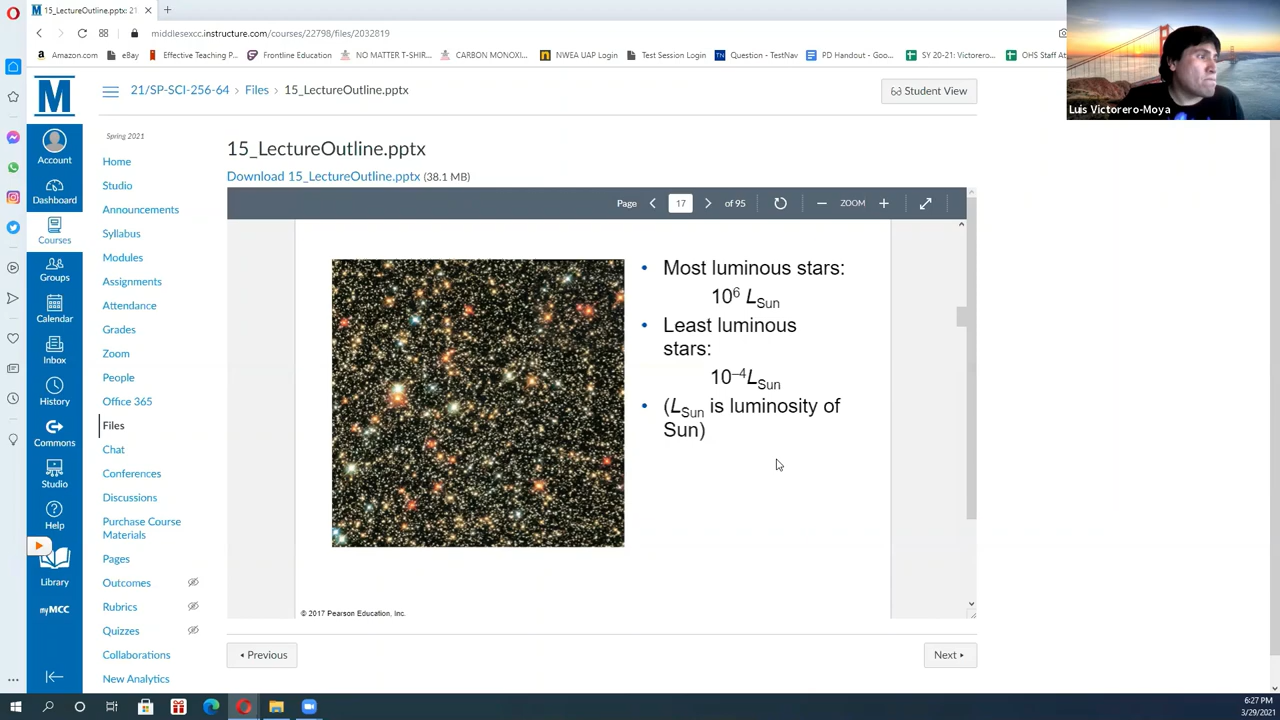 15_LectureOutline.pptx: 21
middlesexcc.instructure.com/courses/22798/files/2032819
Amazon.com
eBay
Effective Teaching P...
Frontline Education
NO MATTER T-SHIR...
CARBON MONOXI...
NWEA UAP Login
Test Session Login
Question - TestNav
PD Handout - Goo...
SY 20-21: Victorero...
OHS Staff At
Luis Victorero-Moya
21/SP-SCI-256-64 › Files › 15_LectureOutline.pptx
Student View
Account
Dashboard
Courses
Groups
Calendar
Inbox
History
Commons
Studio
Help
Library
myMCC
Spring 2021
Home
Studio
Announcements
Syllabus
Modules
Assignments
Attendance
Grades
Zoom
People
Office 365
Files
Chat
Conferences
Discussions
Purchase Course
Materials
Pages
Outcomes
Rubrics
Quizzes
Collaborations
New Analytics
15_LectureOutline.pptx
Download 15_LectureOutline.pptx (38.1 MB)
Page 17 of 95 ZOOM
• Most luminous stars:
10⁶ L Sun
• Least luminous
stars:
10⁻⁴ L Sun
• (L Sun is luminosity of
Sun)
© 2017 Pearson Education, Inc.
Previous
Next
6:27 PM
3/29/2021